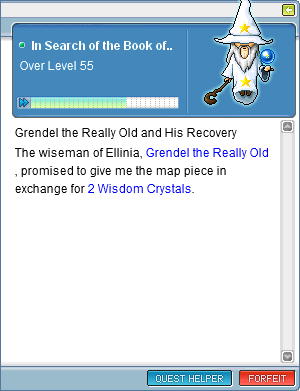 In Search of the Book of..
Over Level 55
Grendel the Really Old and His Recovery
The wiseman of Ellinia, Grendel the Really Old
, promised to give me the map piece in
exchange for 2 Wisdom Crystals.
QUEST HELPER
FORFEIT